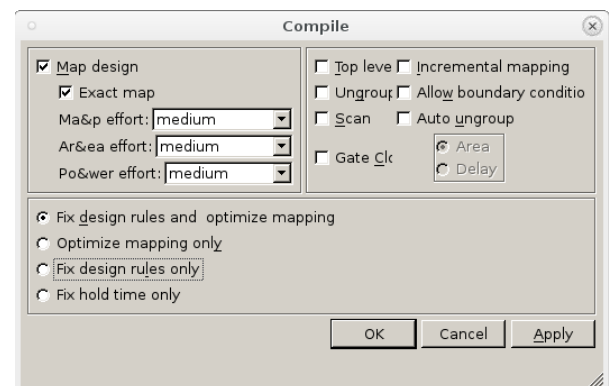 Compile
Map design
Exact map
Ma&p effort: medium
Ar&ea effort: medium
Po&wer effort: medium
Top leve
Incremental mapping
Ungroup
Allow boundary conditio
Scan
Auto ungroup
Gate Clo
Area
Delay
Fix design rules and optimize mapping
Optimize mapping only
Fix design rules only
Fix hold time only
OK
Cancel
Apply